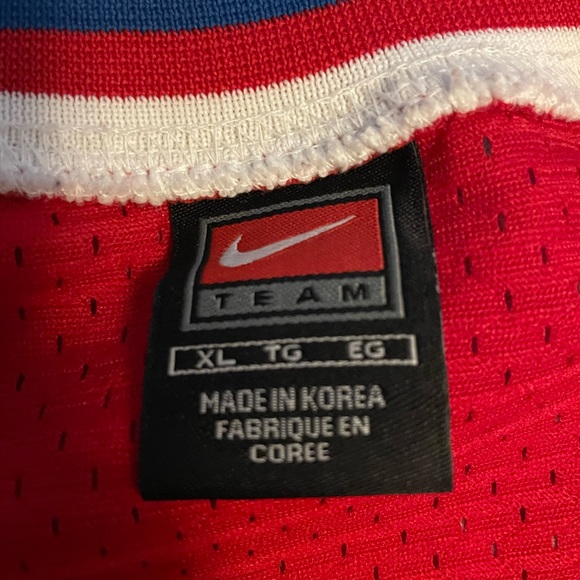 TEAM
XL TG EG
MADE IN KOREA
FABRIQUE EN
COREE